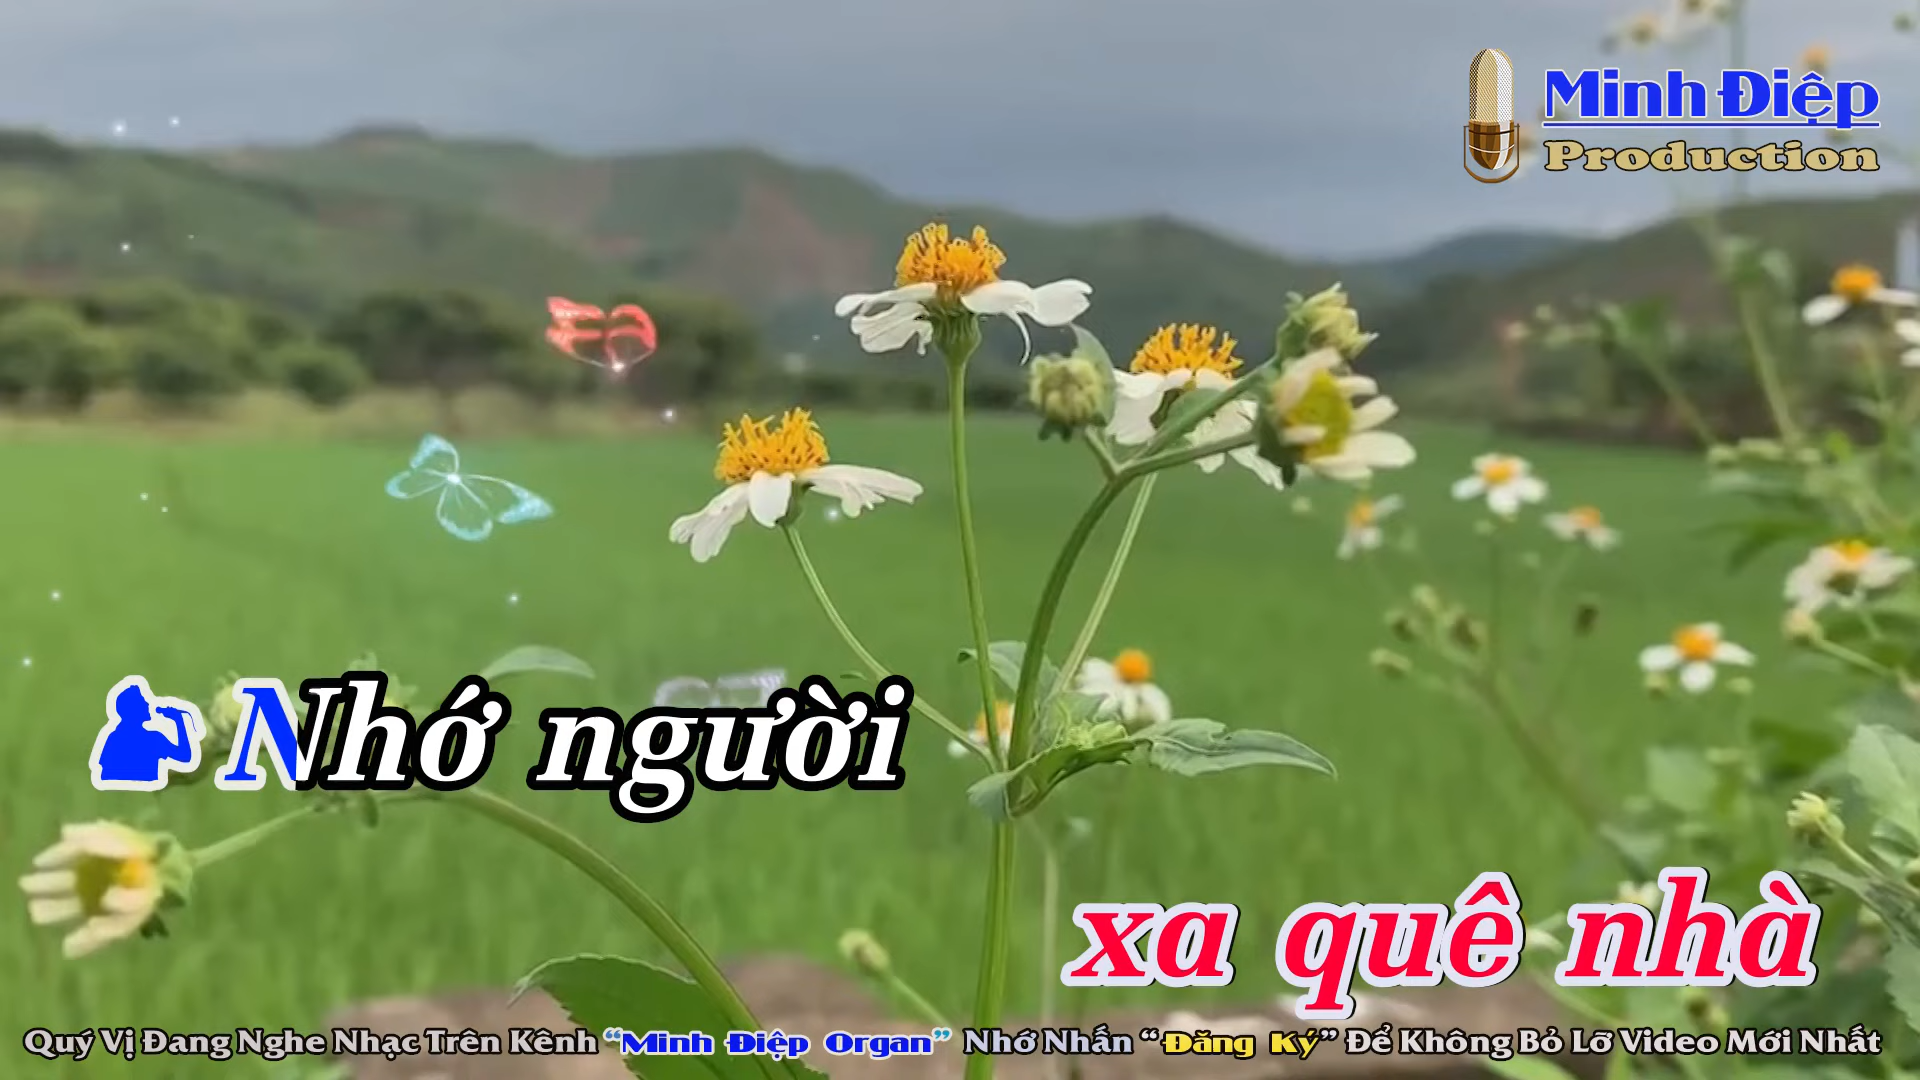 Minh Điệp
Production
Nhớ người
xa quê nhà
Quý Vị Đang Nghe Nhạc Trên Kênh “Minh Điệp Organ” Nhớ Nhấn “Đăng Ký” Để Không Bỏ Lỡ Video Mới Nhất